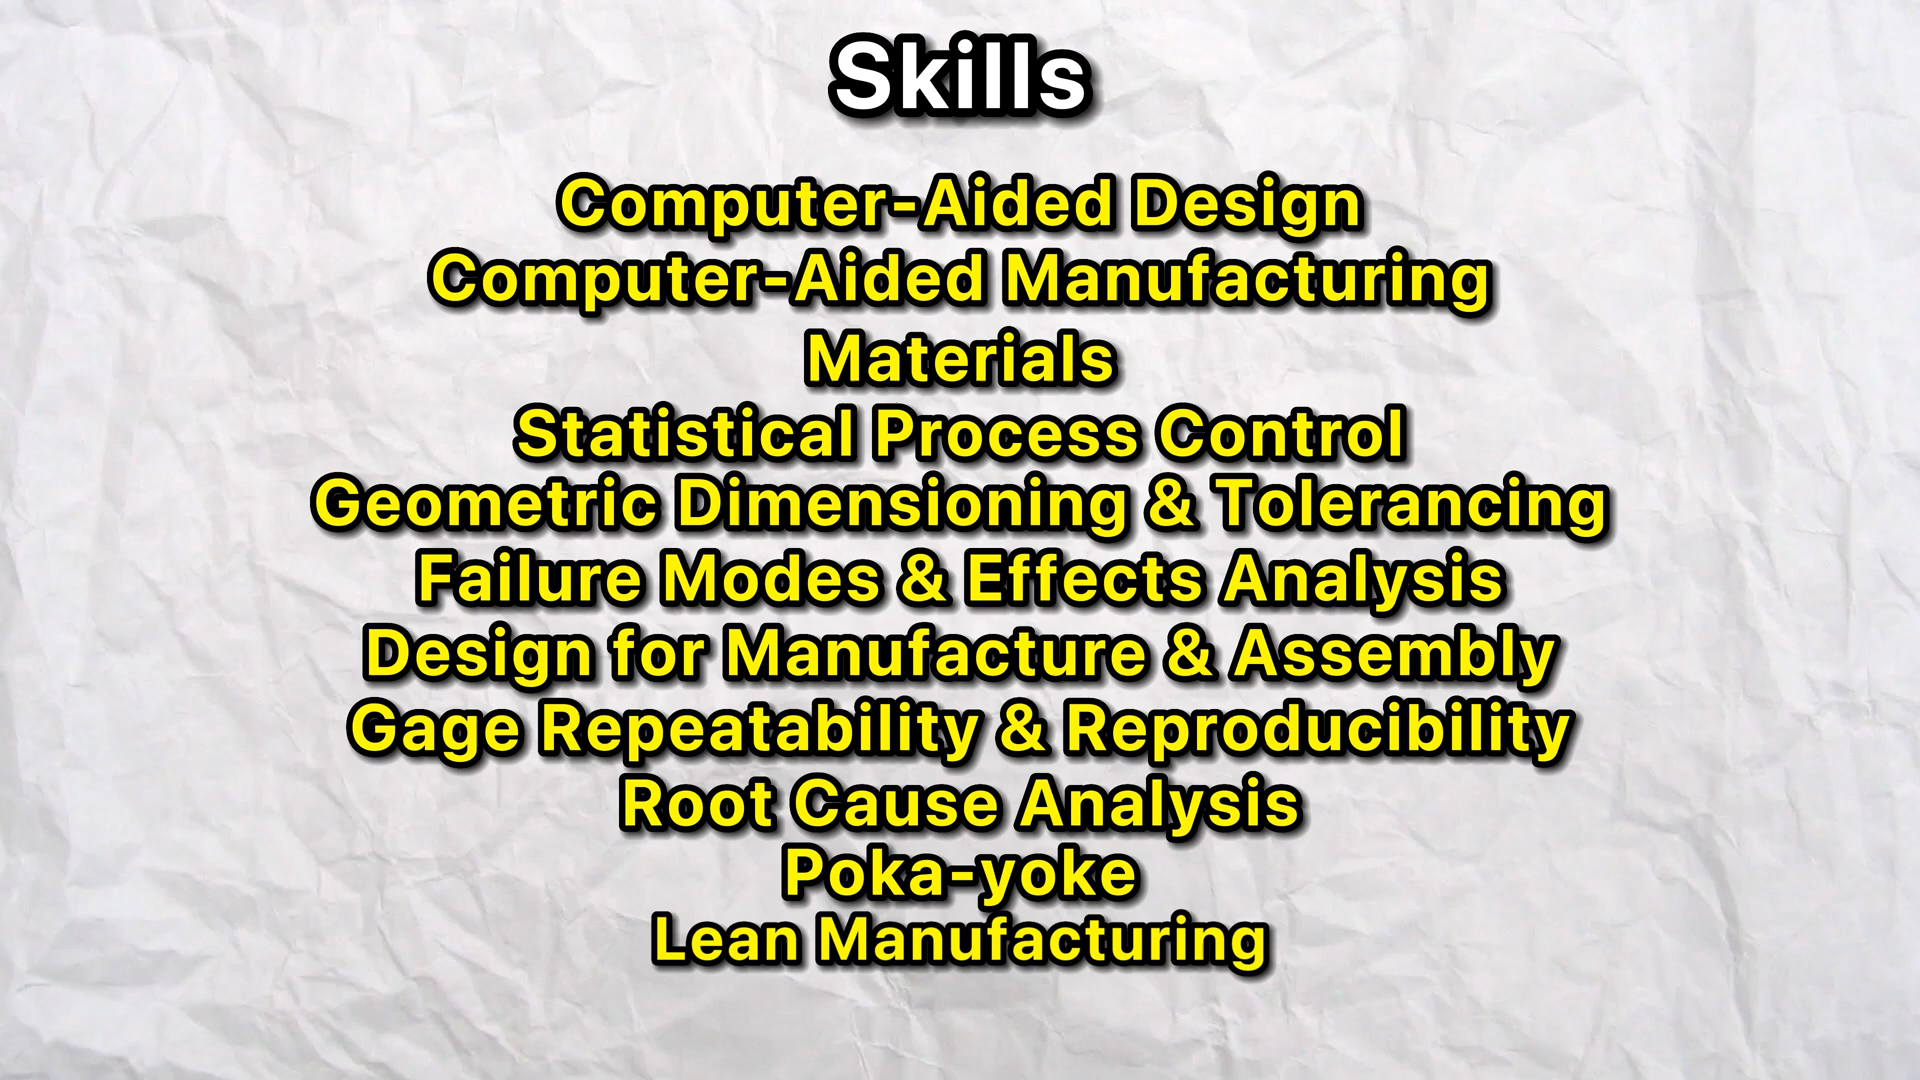 Skills
Computer-Aided Design
Computer-Aided Manufacturing
Materials
Statistical Process Control
Geometric Dimensioning & Tolerancing
Failure Modes & Effects Analysis
Design for Manufacture & Assembly
Gage Repeatability & Reproducibility
Root Cause Analysis
Poka-yoke
Lean Manufacturing